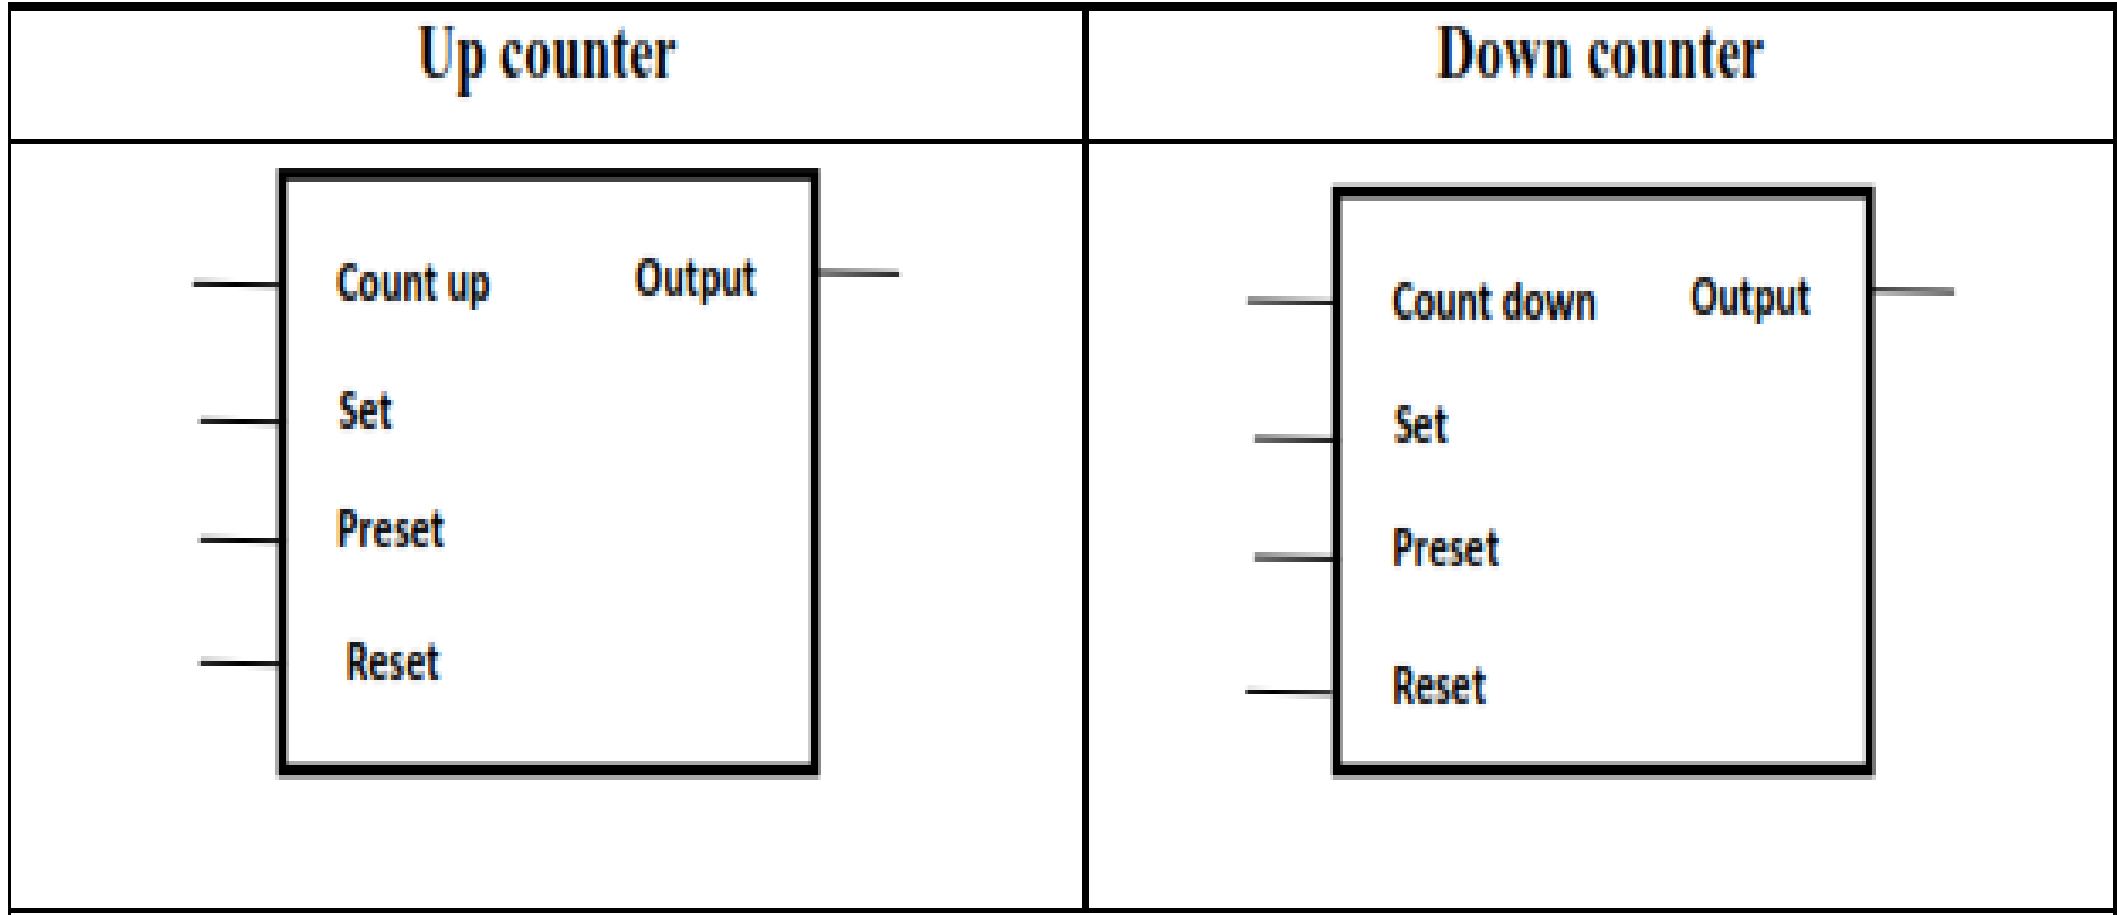 Up counter
Down counter
Count up
Output
Set
Preset
Reset
Count down
Output
Set
Preset
Reset